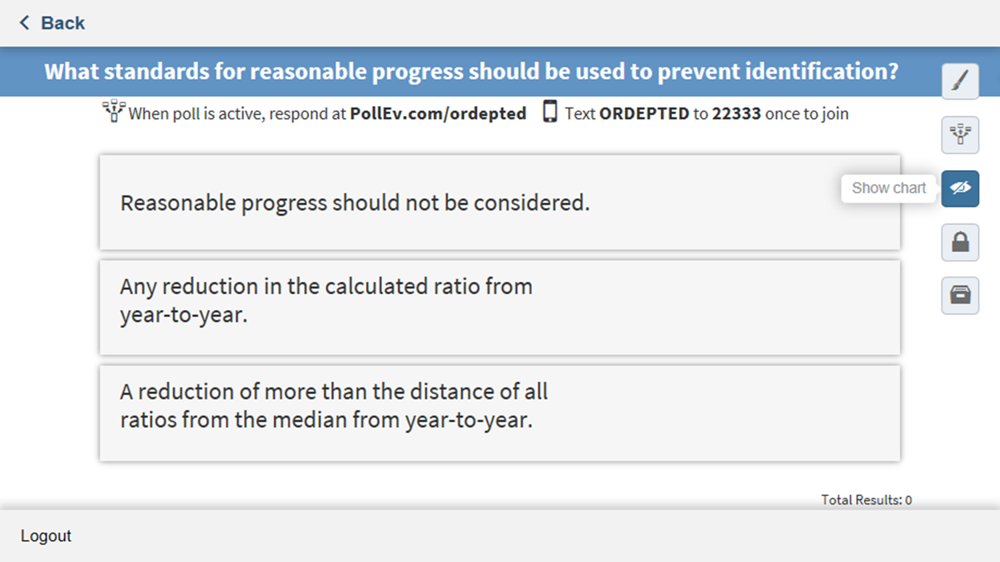 Back
What standards for reasonable progress should be used to prevent identification?
When poll is active, respond at PollEv.com/ordepted Text ORDEPTED to 22333 once to join
Show chart
Reasonable progress should not be considered.
Any reduction in the calculated ratio from
year-to-year.
A reduction of more than the distance of all
ratios from the median from year-to-year.
Total Results: 0
Logout